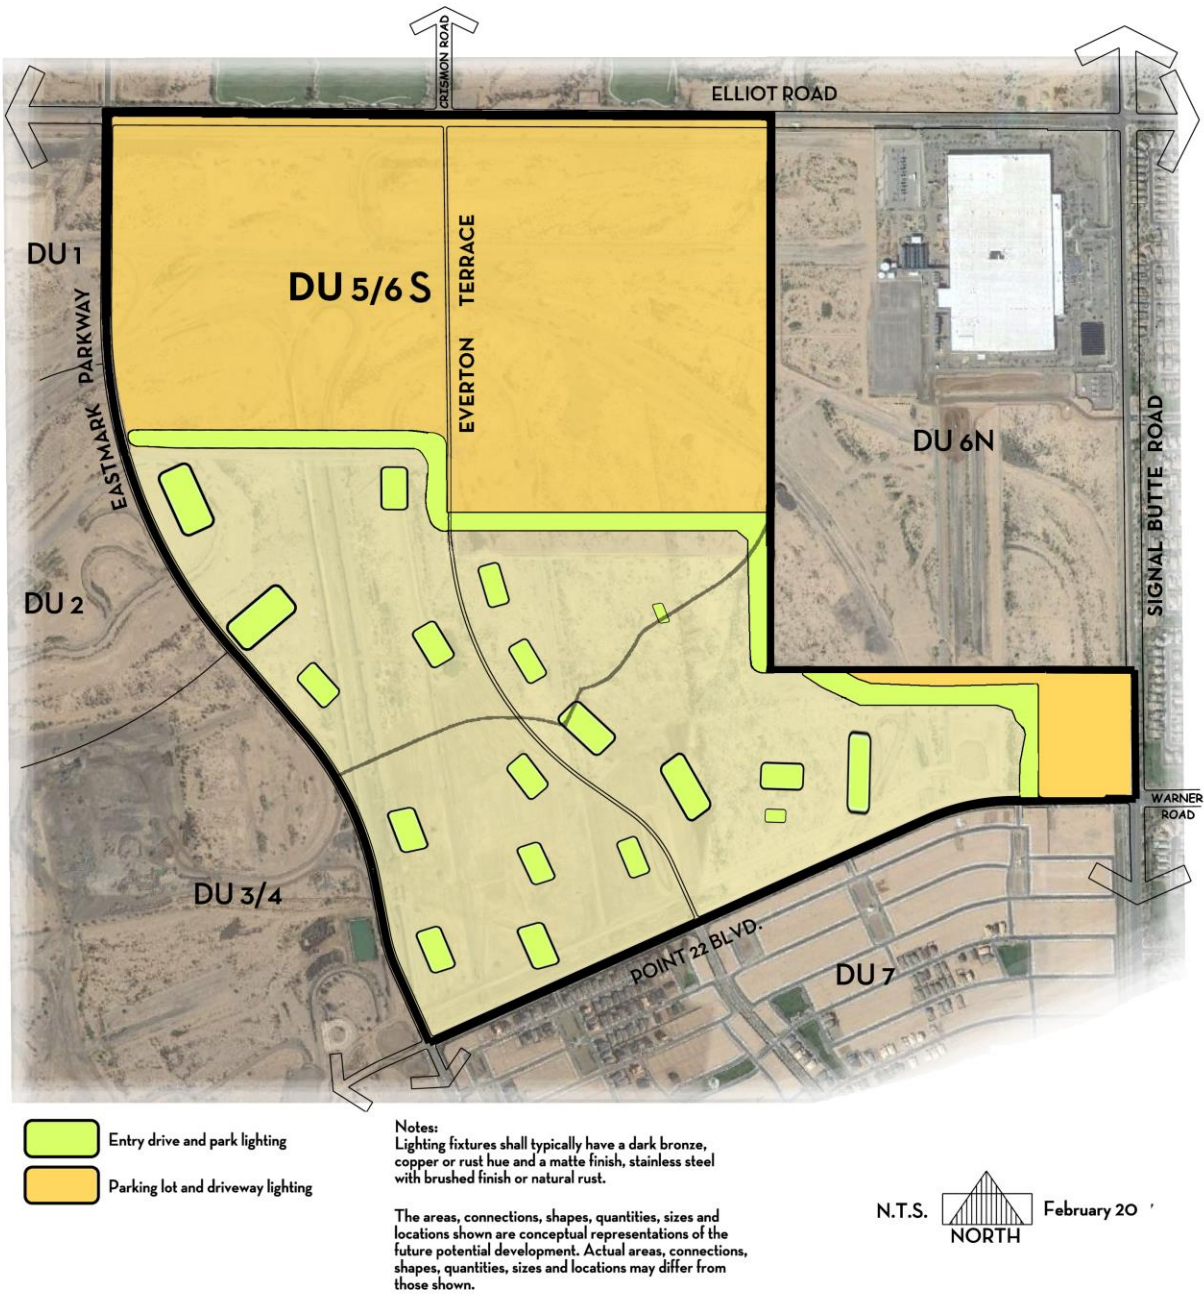 CRISMON ROAD
ELLIOT ROAD
DU 1
DU 5/6 S
EVERTON TERRACE
EASTMARK PARKWAY
DU 6N
SIGNAL BUTTE ROAD
DU 2
WARNER
ROAD
DU 3/4
POINT 22 BLVD.
DU 7
Entry drive and park lighting
Parking lot and driveway lighting
Notes:
Lighting fixtures shall typically have a dark bronze,
copper or rust hue and a matte finish, stainless steel
with brushed finish or natural rust.
The areas, connections, shapes, quantities, sizes and
locations shown are conceptual representations of the
future potential development. Actual areas, connections,
shapes, quantities, sizes and locations may differ from
those shown.
N.T.S.
NORTH
February 20